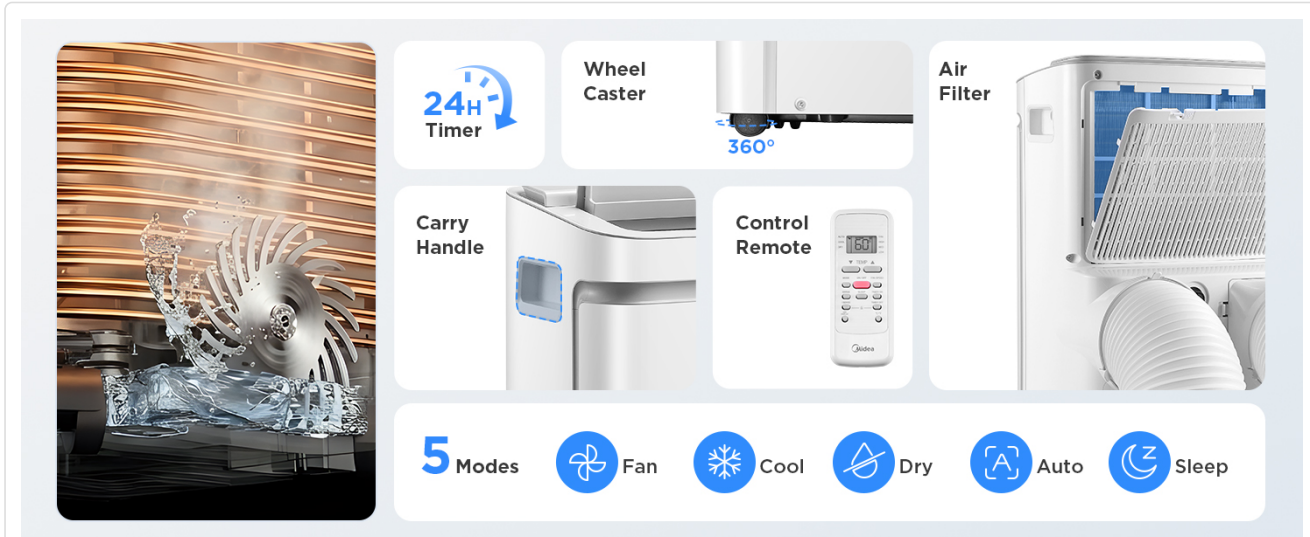 24H
Timer
Wheel
Caster
360°
Air
Filter
Carry
Handle
Control
Remote
60°
TEMP
Midea
5 Modes
Fan
Cool
Dry
A
Auto
Z
Sleep